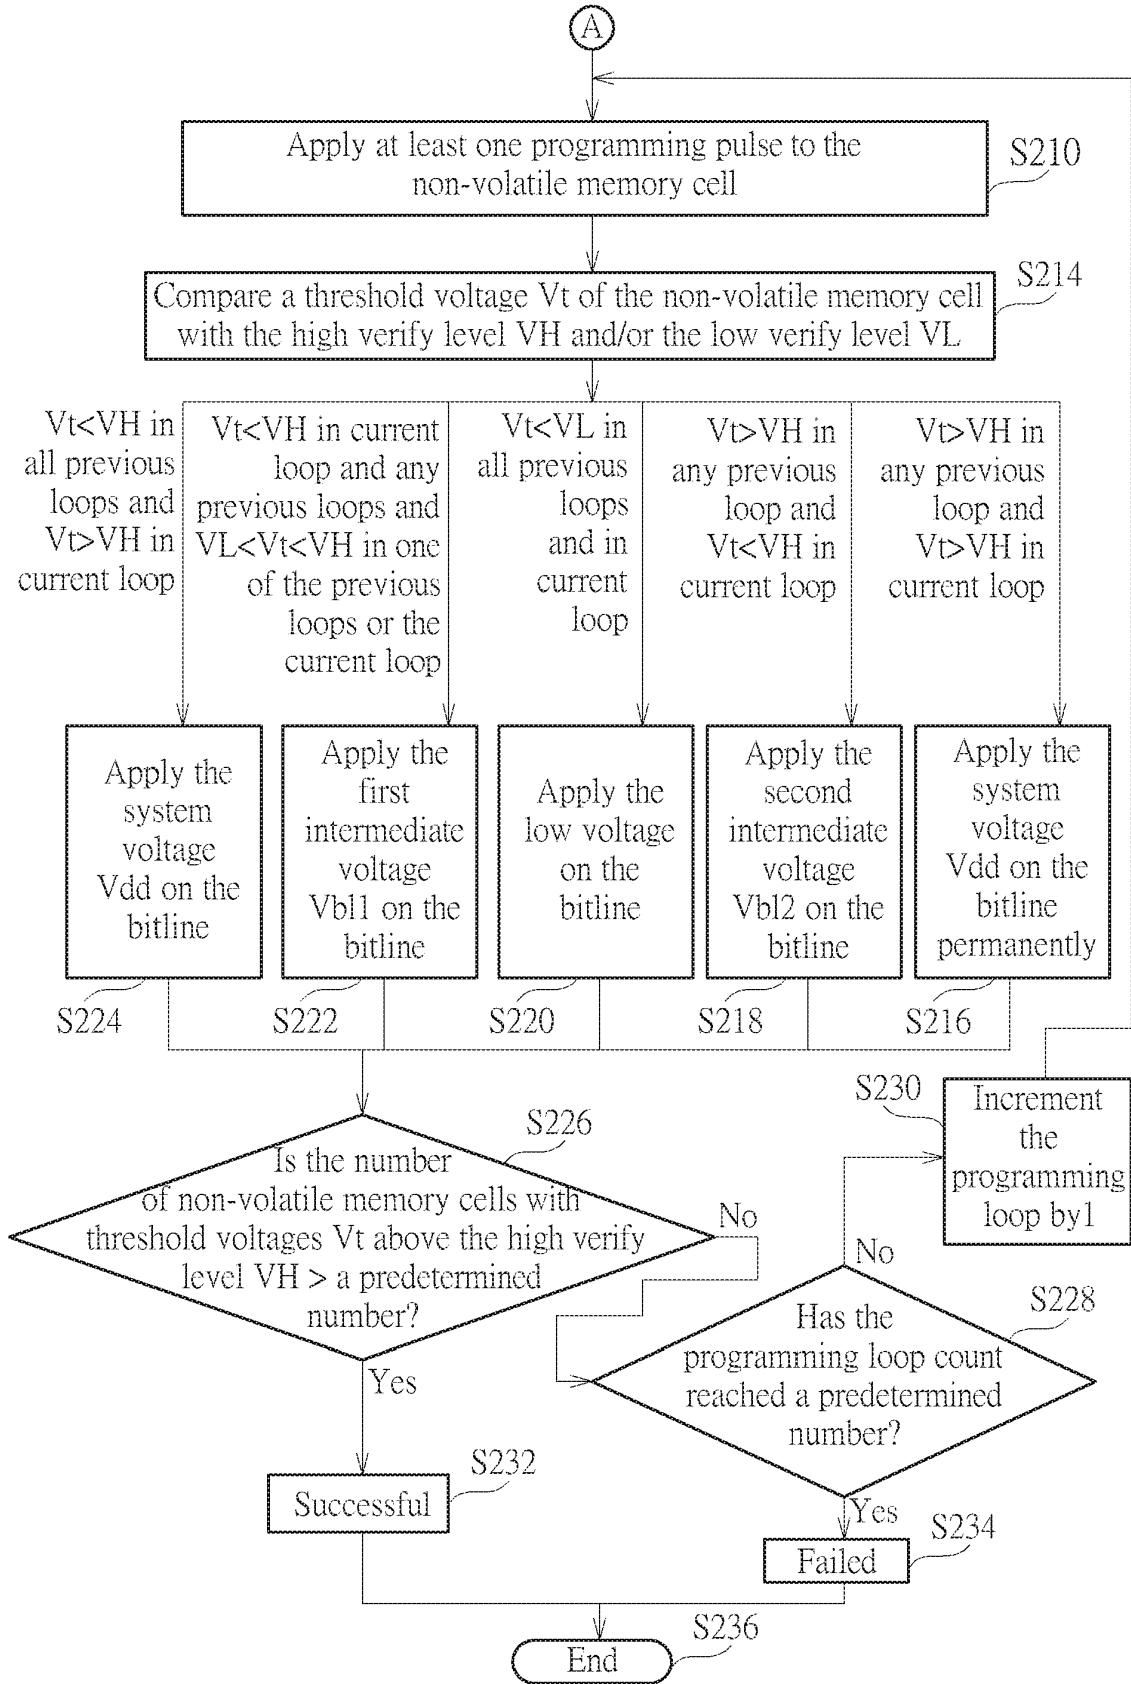 A
Apply at least one programming pulse to the
non-volatile memory cell
S210
Compare a threshold voltage Vt of the non-volatile memory cell
with the high verify level VH and/or the low verify level VL
S214
Vt<VH in
all previous
loops and
Vt>VH in
current loop
Vt<VH in current
loop and any
previous loops and
VL<Vt<VH in one
of the previous
loops or the
current loop
Vt<VL in
all previous
loops
and in
current
loop
Vt>VH in
any previous
loop and
Vt<VH in
current loop
Vt>VH in
any previous
loop and
Vt>VH in
current loop
Apply the
system
voltage
Vdd on the
bitline
S224
Apply the
first
intermediate
voltage
Vbl1 on the
bitline
S222
Apply the
low voltage
on the
bitline
S220
Apply the
second
intermediate
voltage
Vbl2 on the
bitline
S218
Apply the
system
voltage
Vdd on the
bitline
permanently
S216
S226
Is the number
of non-volatile memory cells with
threshold voltages Vt above the high verify
level VH > a predetermined
number?
No
Yes
S230
Increment
the
programming
loop by1
No
S228
Has the
programming loop count
reached a predetermined
number?
Yes
S232
Successful
S234
Failed
S236
End